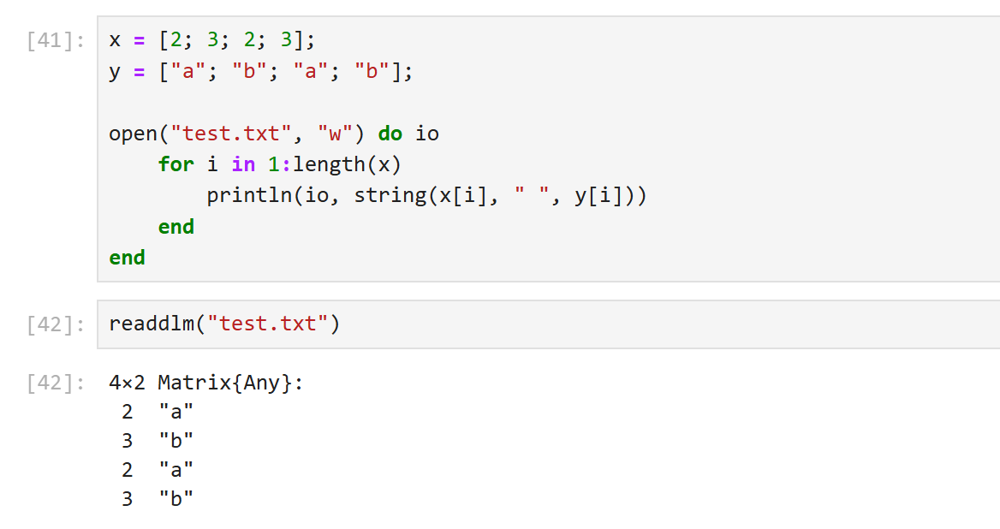 [41]: x = [2; 3; 2; 3];
y = ["a"; "b"; "a"; "b"];
open("test.txt", "w") do io
    for i in 1:length(x)
        println(io, string(x[i], " ", y[i]))
    end
end
[42]: readdlm("test.txt")
[42]: 4×2 Matrix{Any}:
 2  "a"
 3  "b"
 2  "a"
 3  "b"